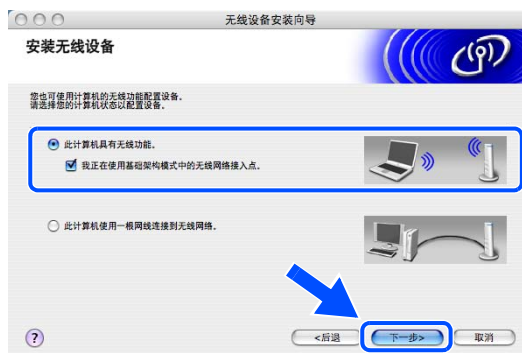 无线设备安装向导
安装无线设备
您也可使用计算机的无线功能配置设备。
请选择您的计算机状态以配置设备。
此计算机具有无线功能。
我正在使用基础架构模式中的无线网络接入点。
此计算机使用一根网线连接到无线网络。
?
<后退
下一步>
取消